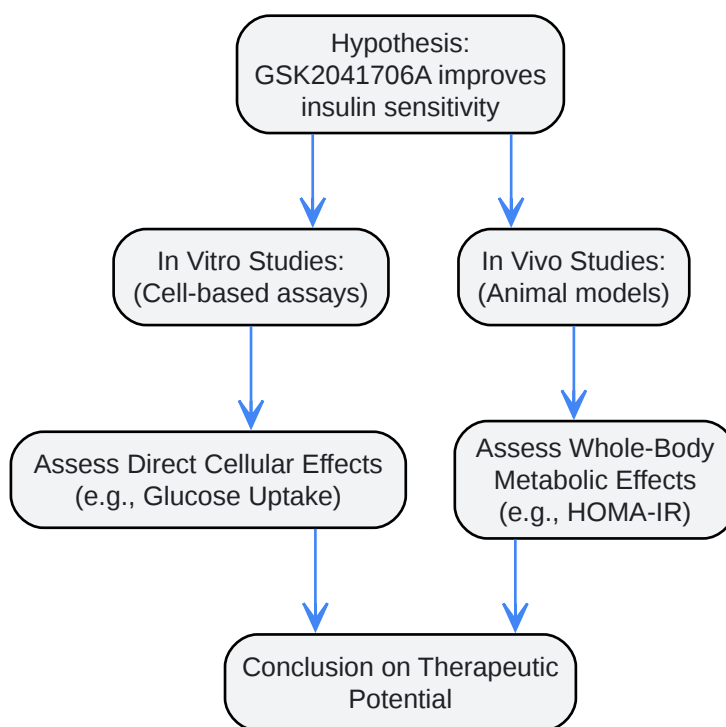 Hypothesis:
GSK2041706A improves
insulin sensitivity
In Vitro Studies:
(Cell-based assays)
In Vivo Studies:
(Animal models)
Assess Direct Cellular Effects
(e.g., Glucose Uptake)
Assess Whole-Body
Metabolic Effects
(e.g., HOMA-IR)
Conclusion on Therapeutic
Potential